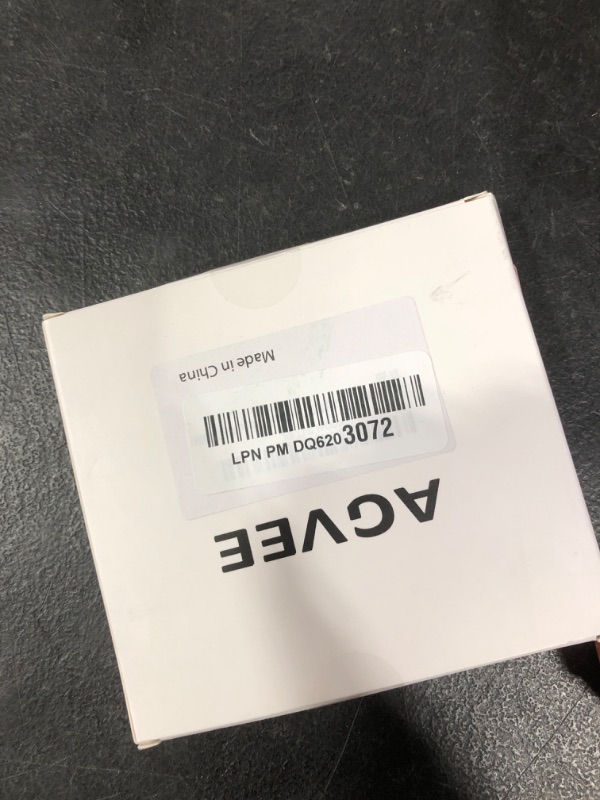 Made in China
LPN PM DQ6203072
AGVEE